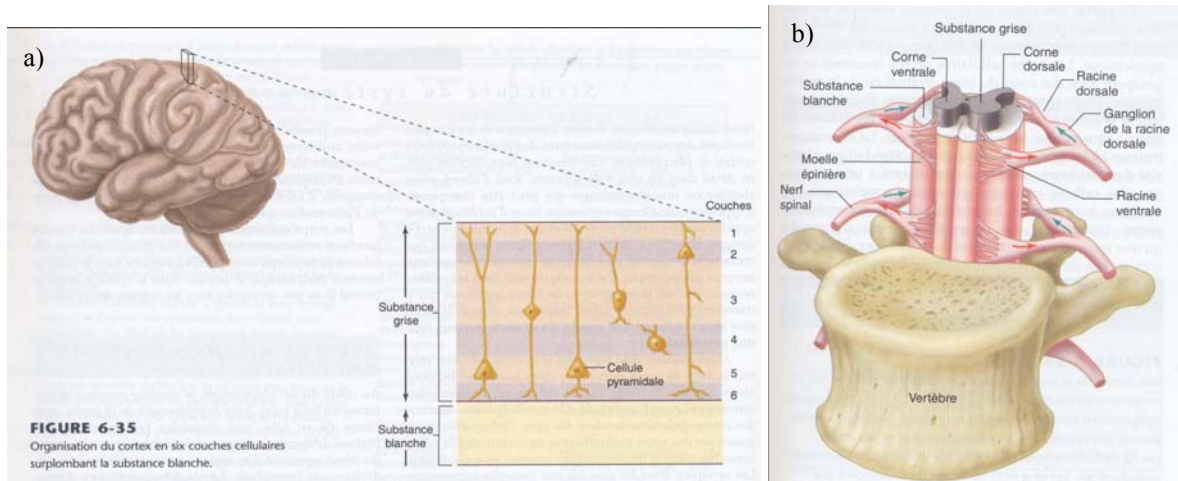 a)
Couches
1
2
3
4
5
6
Substance
grise
Cellule
pyramidale
Substance
blanche
FIGURE 6-35
Organisation du cortex en six couches cellulaires
surplombant la substance blanche.
b)
Substance grise
Corne
ventrale
Corne
dorsale
Substance
blanche
Racine
dorsale
Ganglion
de la racine
dorsale
Moelle
épinière
Nerf
spinal
Racine
ventrale
Vertèbre